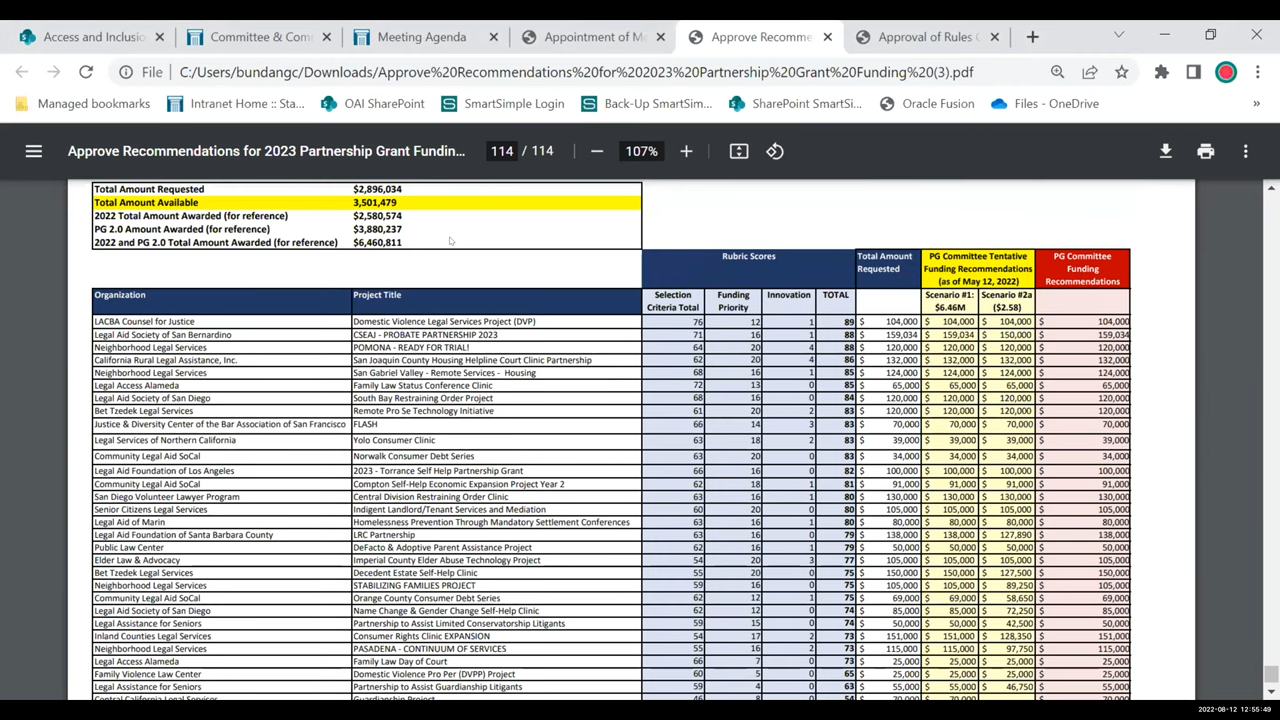 Access and Inclusio
Committee & Com
Meeting Agenda
Appointment of Me
Approve Recomme
Approval of Rules C
File
C:/Users/bundangc/Downloads/Approve%20Recommendations%20for%202023%20Partnership%20Grant%20Funding%20(3).pdf
Managed bookmarks
Intranet Home :: Sta...
OAI SharePoint
SmartSimple Login
Back-Up SmartSim...
SharePoint SmartSi...
Oracle Fusion
Files - OneDrive
»
Approve Recommendations for 2023 Partnership Grant Fundin...
114 / 114
107%
Total Amount Requested $2,896,034
Total Amount Available 3,501,479
2022 Total Amount Awarded (for reference) $2,580,574
PG 2.0 Amount Awarded (for reference) $3,880,237
2022 and PG 2.0 Total Amount Awarded (for reference) $6,460,811
Rubric Scores
Total Amount Requested
PG Committee Tentative Funding Recommendations (as of May 12, 2022)
PG Committee Funding Recommendations
Organization Project Title Selection Criteria Total Funding Priority Innovation TOTAL Scenario #1: $6.46M Scenario #2a ($2.58)
LACBA Counsel for Justice Domestic Violence Legal Services Project (DVP) 76 12 1 89 $ 104,000 $ 104,000 $ 104,000 $ 104,000
Legal Aid Society of San Bernardino CSEAJ - PROBATE PARTNERSHIP 2023 71 16 1 88 $ 159,034 $ 159,034 $ 150,000 $ 159,034
Neighborhood Legal Services POMONA - READY FOR TRIAL! 64 20 4 88 $ 120,000 $ 120,000 $ 120,000 $ 120,000
California Rural Legal Assistance, Inc. San Joaquin County Housing Helpline Court Clinic Partnership 62 20 4 86 $ 132,000 $ 132,000 $ 132,000 $ 132,000
Neighborhood Legal Services San Gabriel Valley - Remote Services - Housing 68 16 1 85 $ 124,000 $ 124,000 $ 124,000 $ 124,000
Legal Access Alameda Family Law Status Conference Clinic 72 13 0 85 $ 65,000 $ 65,000 $ 65,000 $ 65,000
Legal Aid Society of San Diego South Bay Restraining Order Project 68 16 0 84 $ 120,000 $ 120,000 $ 120,000 $ 120,000
Bet Tzedek Legal Services Remote Pro Se Technology Initiative 61 20 2 83 $ 120,000 $ 120,000 $ 120,000 $ 120,000
Justice & Diversity Center of the Bar Association of San Francisco FLASH 66 14 3 83 $ 70,000 $ 70,000 $ 70,000 $ 70,000
Legal Services of Northern California Yolo Consumer Clinic 63 18 2 83 $ 39,000 $ 39,000 $ 39,000 $ 39,000
Community Legal Aid SoCal Norwalk Consumer Debt Series 63 20 0 83 $ 34,000 $ 34,000 $ 34,000 $ 34,000
Legal Aid Foundation of Los Angeles 2023 - Torrance Self Help Partnership Grant 66 16 0 82 $ 100,000 $ 100,000 $ 100,000 $ 100,000
Community Legal Aid SoCal Compton Self-Help Economic Expansion Project Year 2 62 18 1 81 $ 91,000 $ 91,000 $ 91,000 $ 91,000
San Diego Volunteer Lawyer Program Central Division Restraining Order Clinic 63 16 1 80 $ 130,000 $ 130,000 $ 130,000 $ 130,000
Senior Citizens Legal Services Indigent Landlord/Tenant Services and Mediation 60 20 0 80 $ 105,000 $ 105,000 $ 105,000 $ 105,000
Legal Aid of Marin Homelessness Prevention Through Mandatory Settlement Conferences 63 16 1 80 $ 80,000 $ 80,000 $ 80,000 $ 80,000
Legal Aid Foundation of Santa Barbara County LRC Partnership 63 16 0 79 $ 138,000 $ 138,000 $ 127,890 $ 138,000
Public Law Center DeFacto & Adoptive Parent Assistance Project 62 16 1 79 $ 50,000 $ 50,000 $ 50,000 $ 50,000
Elder Law & Advocacy Imperial County Elder Abuse Technology Project 54 20 3 77 $ 105,000 $ 105,000 $ 105,000 $ 105,000
Bet Tzedek Legal Services Decedent Estate Self-Help Clinic 55 20 0 75 $ 150,000 $ 150,000 $ 127,500 $ 150,000
Neighborhood Legal Services STABILIZING FAMILIES PROJECT 59 16 0 75 $ 105,000 $ 105,000 $ 89,250 $ 105,000
Community Legal Aid SoCal Orange County Consumer Debt Series 62 12 1 75 $ 69,000 $ 69,000 $ 58,650 $ 69,000
Legal Aid Society of San Diego Name Change & Gender Change Self-Help Clinic 62 12 0 74 $ 85,000 $ 85,000 $ 72,250 $ 85,000
Legal Assistance for Seniors Partnership to Assist Limited Conservatorship Litigants 59 15 0 74 $ 50,000 $ 50,000 $ 42,500 $ 50,000
Inland Counties Legal Services Consumer Rights Clinic EXPANSION 54 17 2 73 $ 151,000 $ 151,000 $ 128,350 $ 151,000
Neighborhood Legal Services PASADENA - CONTINUUM OF SERVICES 55 16 2 73 $ 115,000 $ 115,000 $ 97,750 $ 115,000
Legal Access Alameda Family Law Day of Court 66 7 0 73 $ 25,000 $ 25,000 $ 25,000 $ 25,000
Family Violence Law Center Domestic Violence Pro Per (DVPP) Project 60 5 0 65 $ 25,000 $ 25,000 $ 25,000 $ 25,000
Legal Assistance for Seniors Partnership to Assist Guardianship Litigants 59 4 0 63 $ 55,000 $ 55,000 $ 46,750 $ 55,000
Central California Legal Services Guardianship Project 46 8 0 54 $ 70,000 $ 70,000 $ $ 70,000
2022-08-12 12:55:49